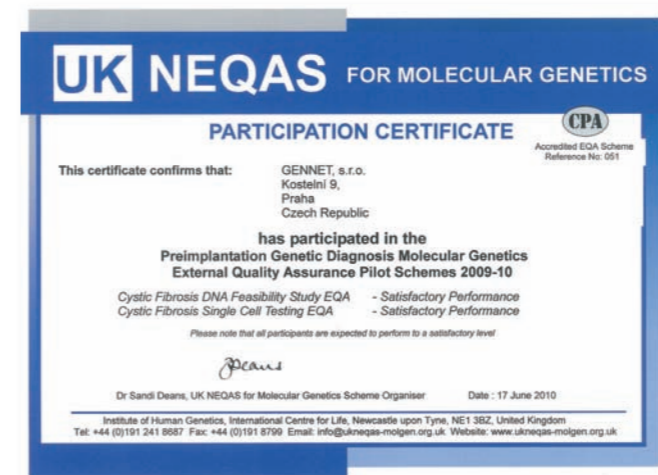 UK NEQAS FOR MOLECULAR GENETICS
CPA
Accredited EQA Scheme
Reference No: 051
PARTICIPATION CERTIFICATE
This certificate confirms that: GENNET, s.r.o.
Kostelní 9,
Praha
Czech Republic
has participated in the
Preimplantation Genetic Diagnosis Molecular Genetics
External Quality Assurance Pilot Schemes 2009-10
Cystic Fibrosis DNA Feasibility Study EQA - Satisfactory Performance
Cystic Fibrosis Single Cell Testing EQA - Satisfactory Performance
Please note that all participants are expected to perform to a satisfactory level
Deans
Dr Sandi Deans, UK NEQAS for Molecular Genetics Scheme Organiser Date : 17 June 2010
Institute of Human Genetics, International Centre for Life, Newcastle upon Tyne, NE1 3BZ, United Kingdom
Tel: +44 (0)191 241 8687 Fax: +44 (0)191 8799 Email: info@ukneqas-molgen.org.uk Website: www.ukneqas-molgen.org.uk